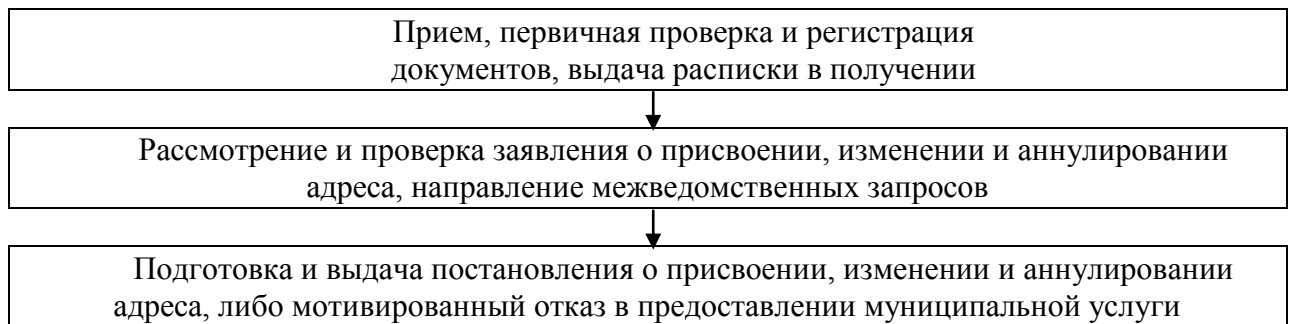 Прием, первичная проверка и регистрация
документов, выдача расписки в получении
Рассмотрение и проверка заявления о присвоении, изменении и аннулировании
адреса, направление межведомственных запросов
Подготовка и выдача постановления о присвоении, изменении и аннулировании
адреса, либо мотивированный отказ в предоставлении муниципальной услуги